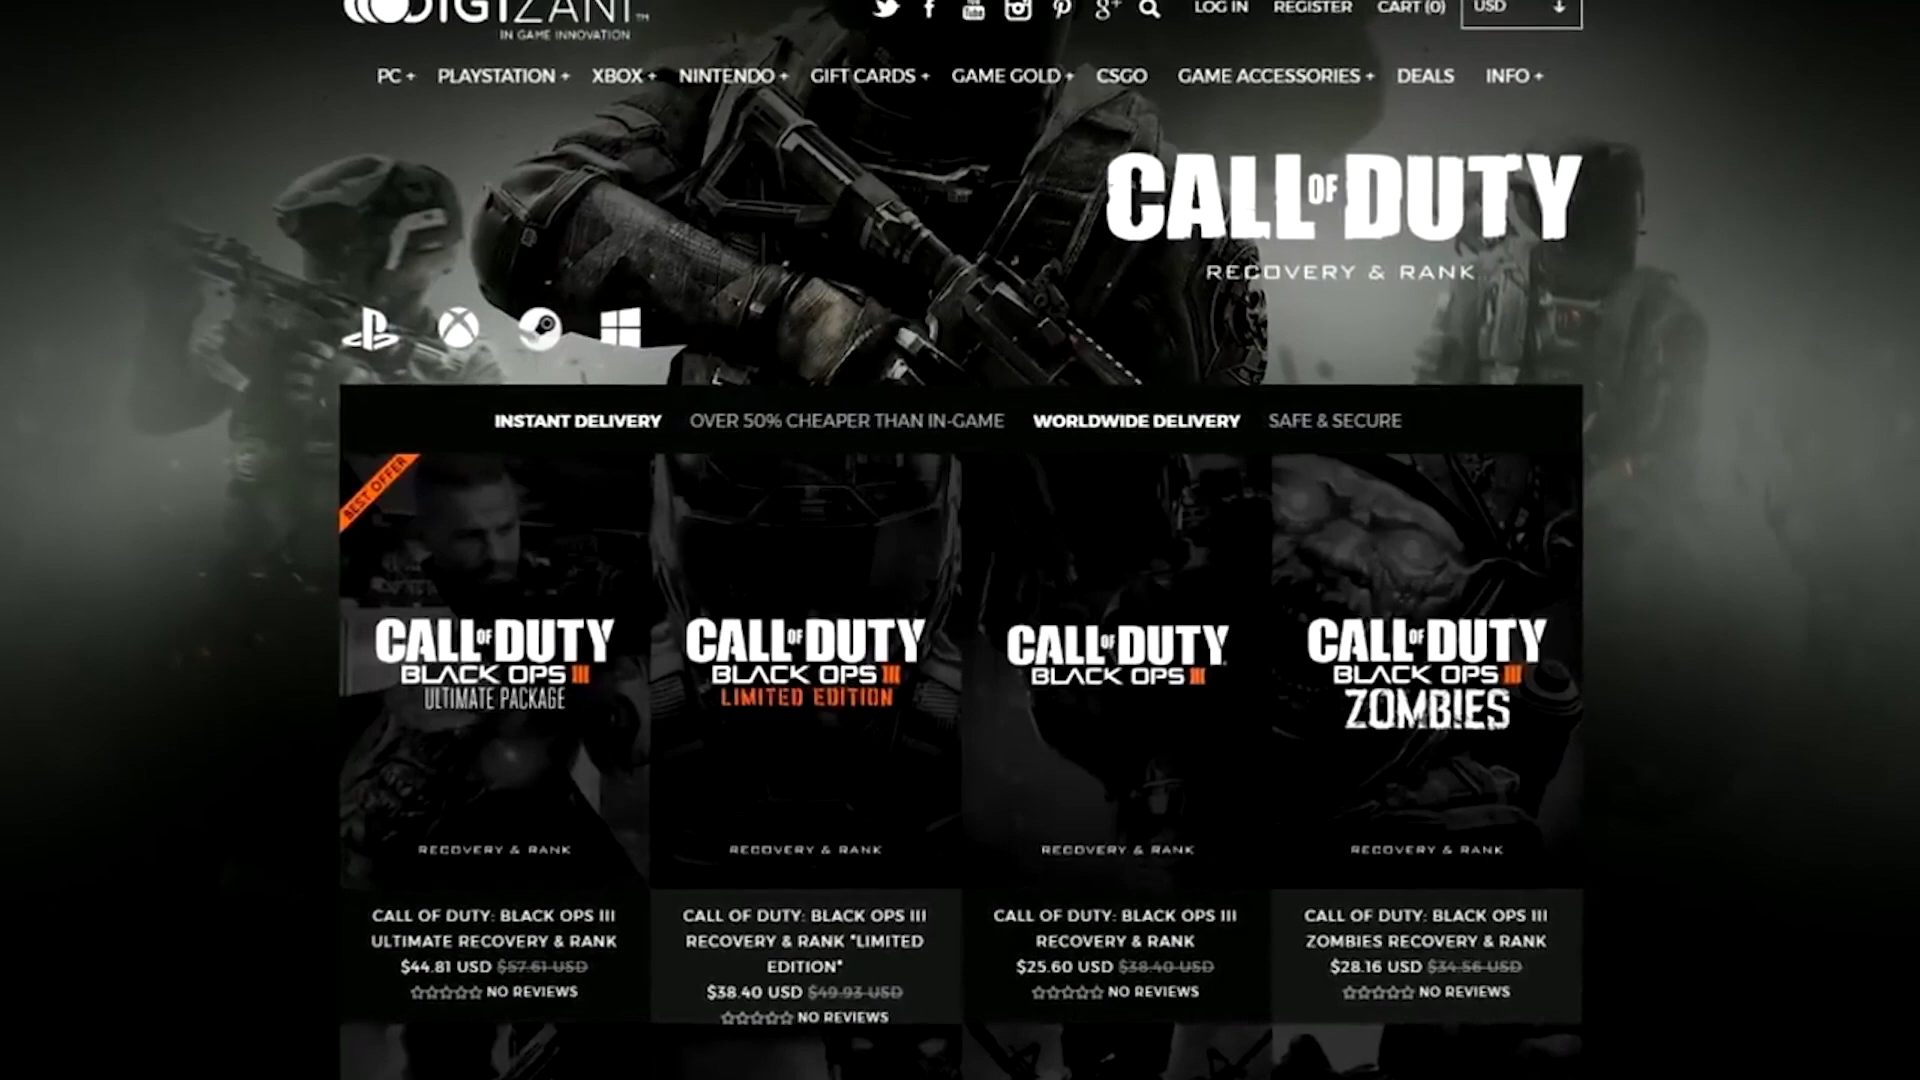 DIGIZANI™
IN GAME INNOVATION
LOG IN REGISTER CART (0) USD
PC + PLAYSTATION + XBOX + NINTENDO + GIFT CARDS + GAME GOLD + CSGO GAME ACCESSORIES + DEALS INFO +
CALL OF DUTY
RECOVERY & RANK
INSTANT DELIVERY OVER 50% CHEAPER THAN IN-GAME WORLDWIDE DELIVERY SAFE & SECURE
BEST OFFER
CALL OF DUTY
BLACK OPS III
ULTIMATE PACKAGE
RECOVERY & RANK
CALL OF DUTY
BLACK OPS III
LIMITED EDITION
RECOVERY & RANK
CALL OF DUTY
BLACK OPS III
RECOVERY & RANK
CALL OF DUTY
BLACK OPS III
ZOMBIES
RECOVERY & RANK
CALL OF DUTY: BLACK OPS III
ULTIMATE RECOVERY & RANK
$44.81 USD $57.61 USD
NO REVIEWS
CALL OF DUTY: BLACK OPS III
RECOVERY & RANK *LIMITED
EDITION*
$38.40 USD $49.93 USD
NO REVIEWS
CALL OF DUTY: BLACK OPS III
RECOVERY & RANK
$25.60 USD $38.40 USD
NO REVIEWS
CALL OF DUTY: BLACK OPS III
ZOMBIES RECOVERY & RANK
$28.16 USD $34.56 USD
NO REVIEWS